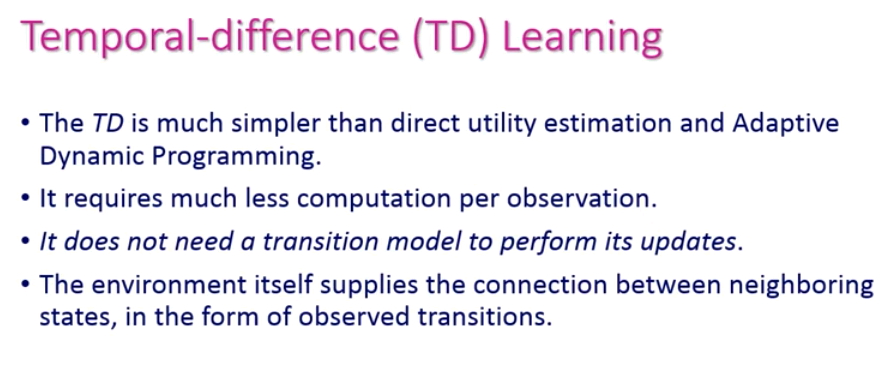 Temporal-difference (TD) Learning
• The TD is much simpler than direct utility estimation and Adaptive
Dynamic Programming.
• It requires much less computation per observation.
• It does not need a transition model to perform its updates.
• The environment itself supplies the connection between neighboring
states, in the form of observed transitions.